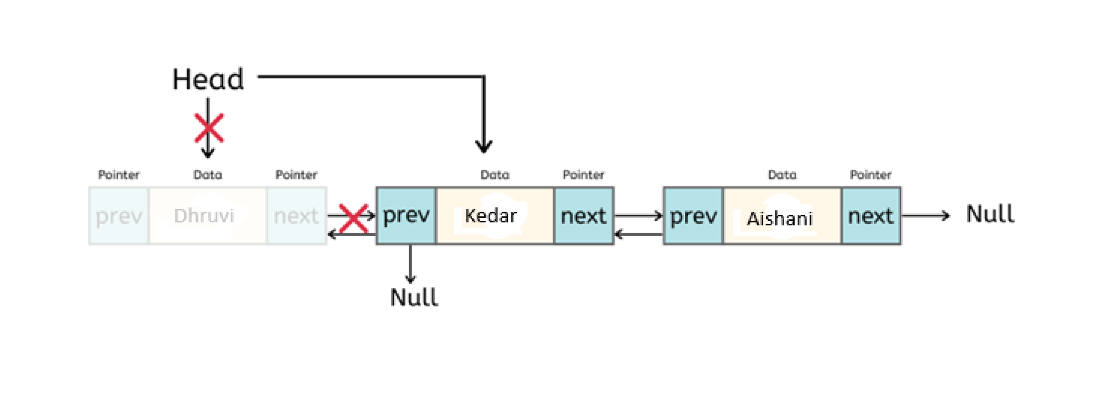 Head
Pointer Data Pointer Data Pointer Data Pointer
prev Dhruvi next prev Kedar next prev Aishani next Null
Null